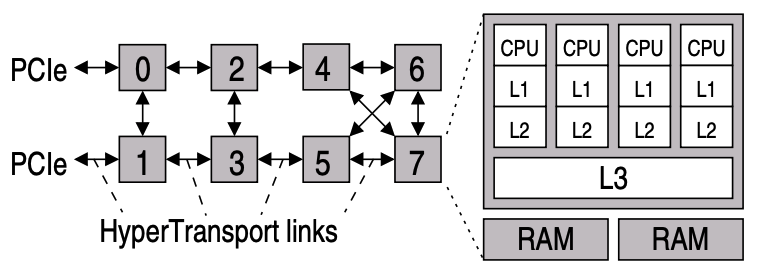 PCIe 0 2 4 6
PCIe 1 3 5 7
HyperTransport links
CPU CPU CPU CPU
L1 L1 L1 L1
L2 L2 L2 L2
L3
RAM RAM